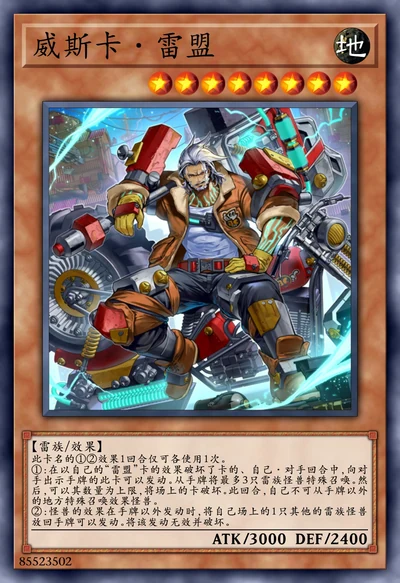 威斯卡·雷盟
地
【雷族/效果】
此卡名的①②效果1回合仅可各使用1次。
①:在以自己的“雷盟”卡的效果破坏了卡的、自己·对手回合中,向对
手出示手牌的此卡可以发动。从手牌将最多3只雷族怪兽特殊召唤。然
后,可以其数量为上限,将场上的卡破坏。此回合,自己不可从手牌以外
的地方特殊召唤效果怪兽。
②:怪兽的效果在手牌以外发动时,将自己场上的1只其他的雷族怪兽
放回手牌可以发动。将该发动无效并破坏。
ATK/3000 DEF/2400
85523502